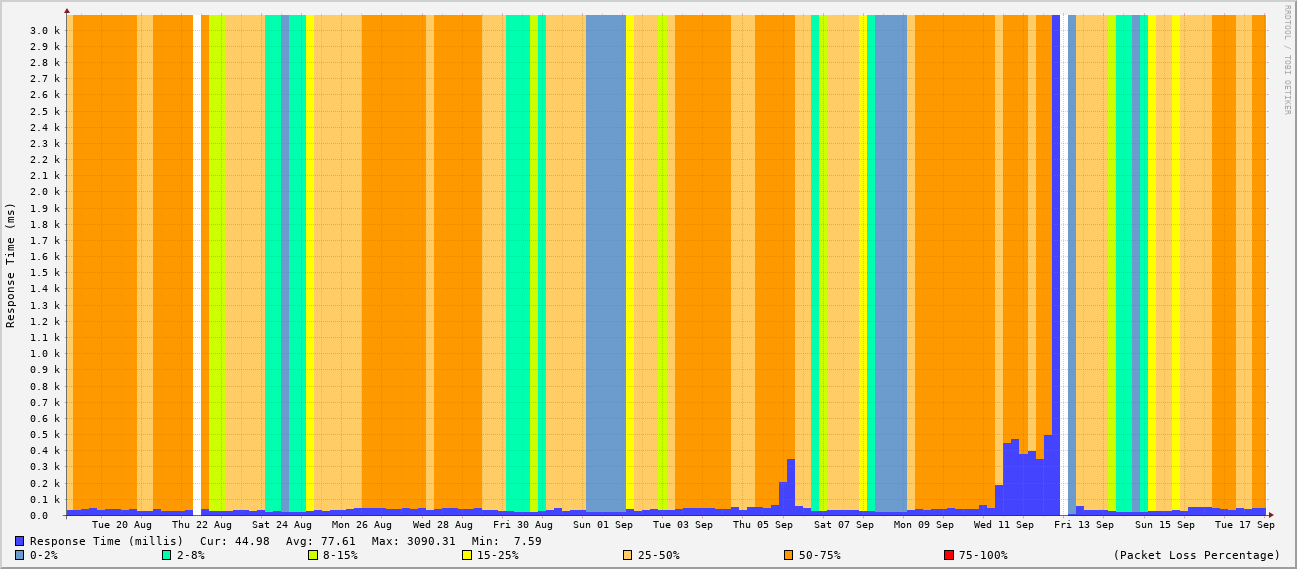 RRDTOOL / TOBI OETIKER
Response Time (ms)
3.0 k
2.9 k
2.8 k
2.7 k
2.6 k
2.5 k
2.4 k
2.3 k
2.2 k
2.1 k
2.0 k
1.9 k
1.8 k
1.7 k
1.6 k
1.5 k
1.4 k
1.3 k
1.2 k
1.1 k
1.0 k
0.9 k
0.8 k
0.7 k
0.6 k
0.5 k
0.4 k
0.3 k
0.2 k
0.1 k
0.0
Tue 20 Aug Thu 22 Aug Sat 24 Aug Mon 26 Aug Wed 28 Aug Fri 30 Aug Sun 01 Sep Tue 03 Sep Thu 05 Sep Sat 07 Sep Mon 09 Sep Wed 11 Sep Fri 13 Sep Sun 15 Sep Tue 17 Sep
Response Time (millis) Cur: 44.98 Avg: 77.61 Max: 3090.31 Min: 7.59
0-2% 2-8% 8-15% 15-25% 25-50% 50-75% 75-100% (Packet Loss Percentage)